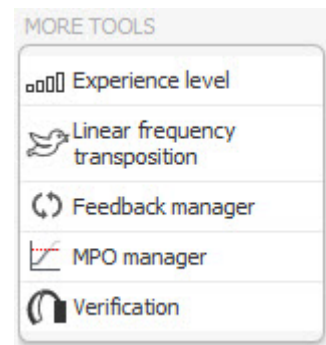 MORE TOOLS
Experience level
Linear frequency
transposition
Feedback manager
MPO manager
Verification